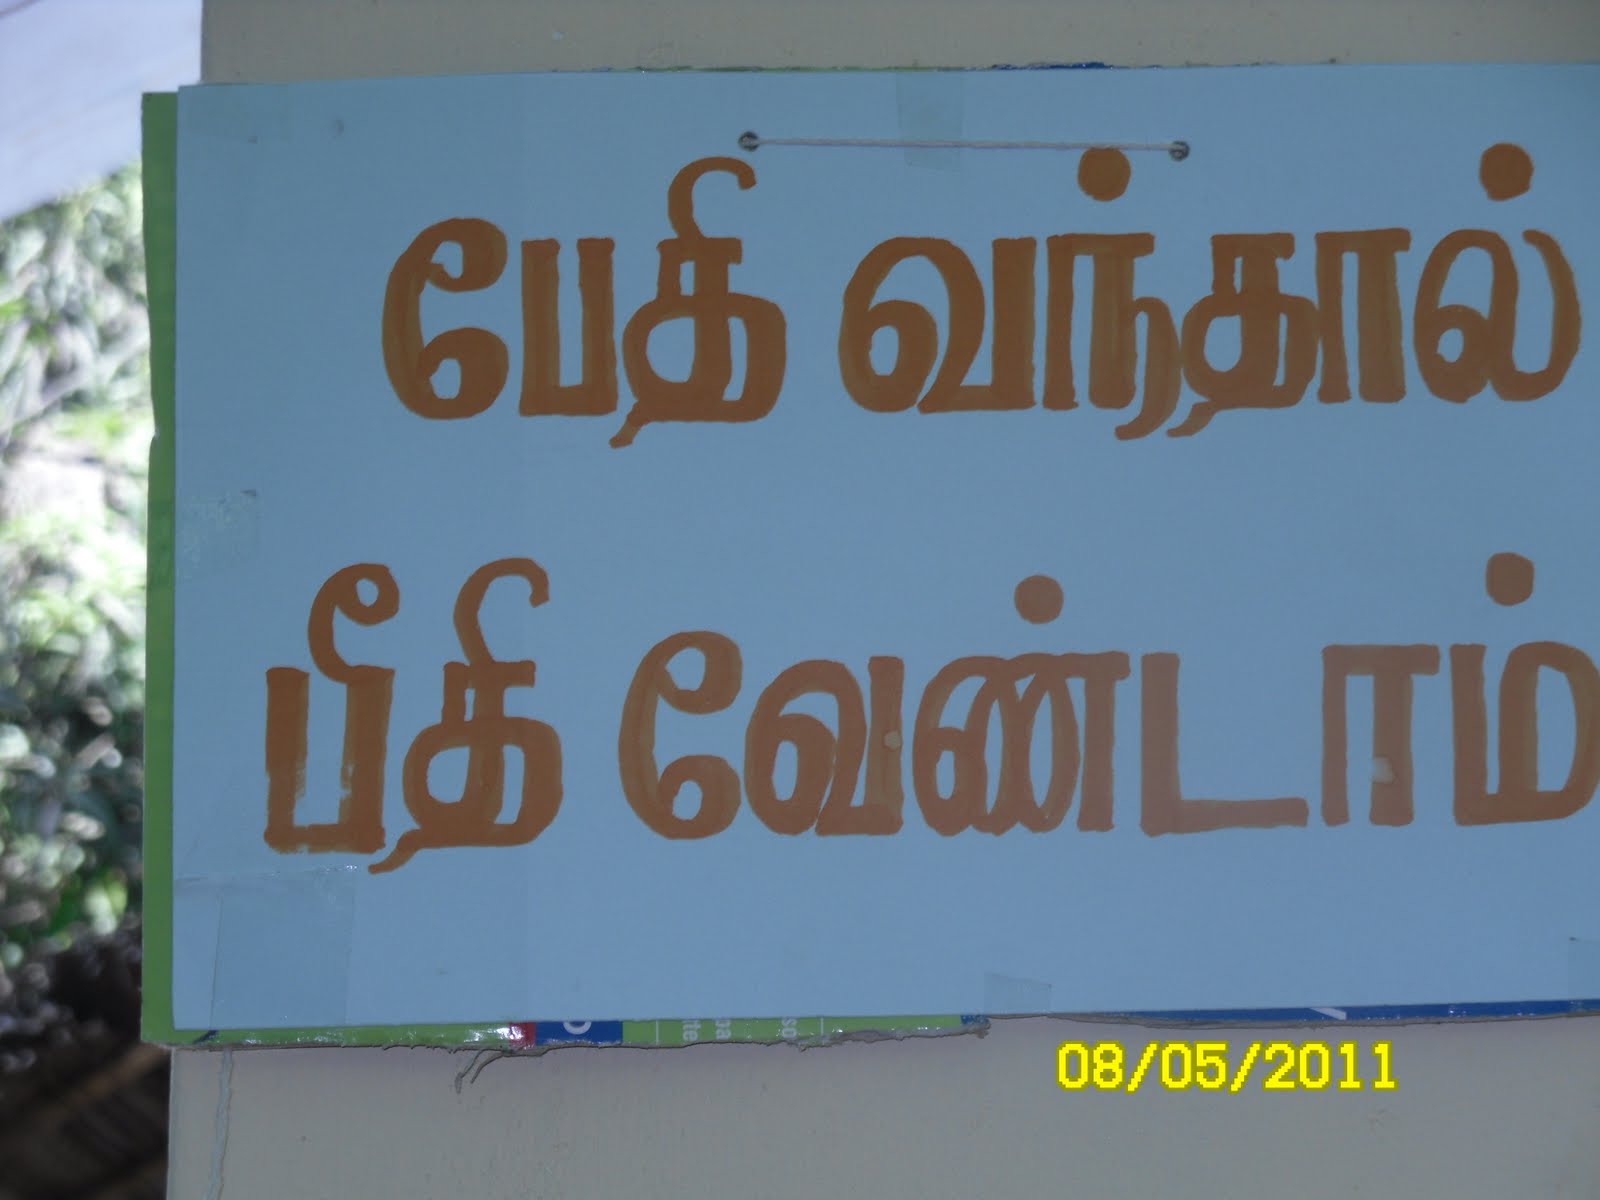 பேதி வந்தால்
பீதி வேண்டாம்
08/05/2011